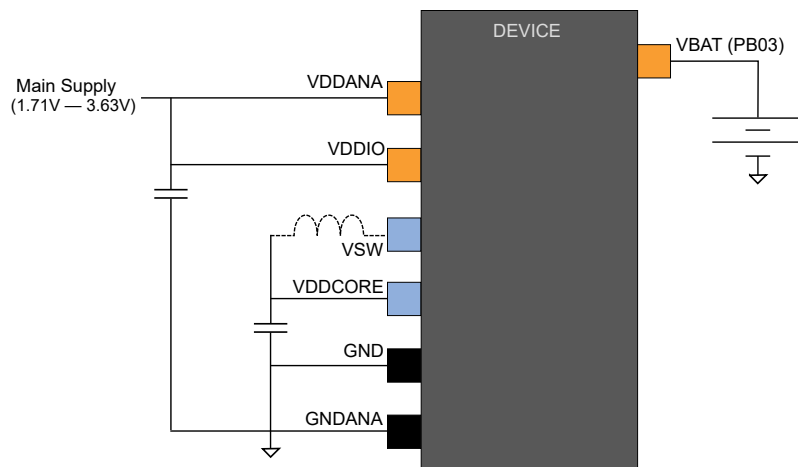 DEVICE
VBAT (PB03)
VDDANA
Main Supply
(1.71V — 3.63V)
VDDIO
VSW
VDDCORE
GND
GNDANA